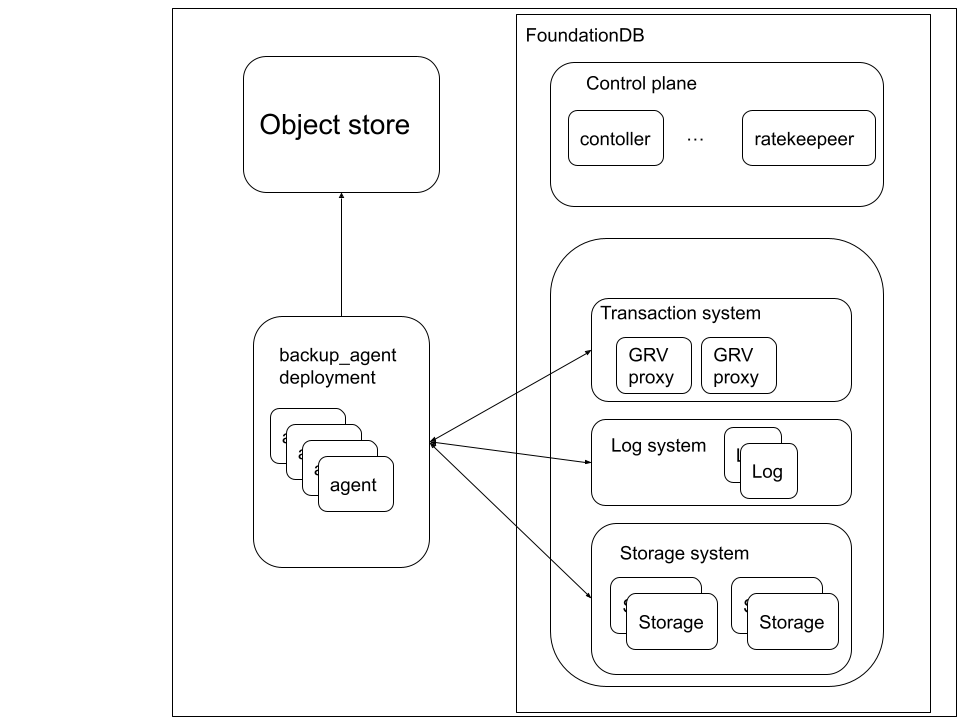 FoundationDB
Control plane
contoller
...
ratekeepeer
Object store
Transaction system
GRV
proxy
GRV
proxy
backup_agent
deployment
agent
Log system
Log
Storage system
Storage
Storage